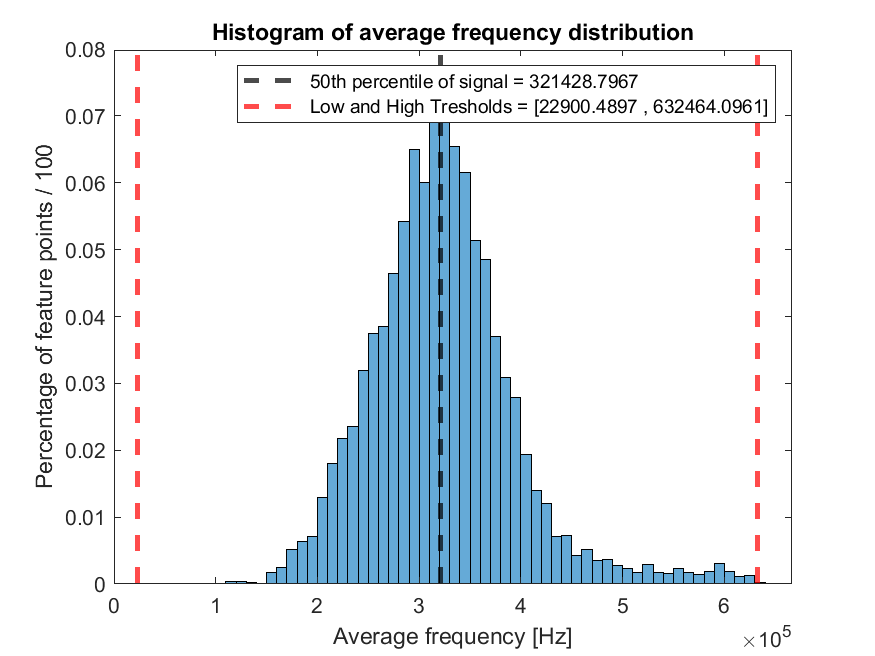 Histogram of average frequency distribution
50th percentile of signal = 321428.7967
Low and High Tresholds = [22900.4897 , 632464.0961]
Percentage of feature points / 100
0.08
0.07
0.06
0.05
0.04
0.03
0.02
0.01
0
0 1 2 3 4 5 6
Average frequency [Hz]
×10⁵